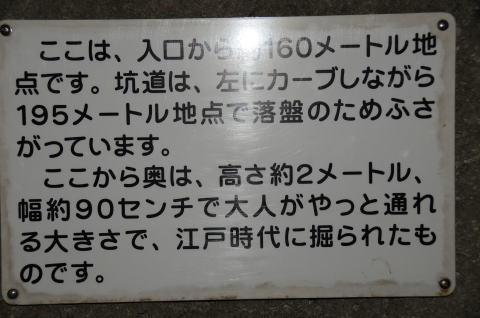 ここは、入口から 160メートル地
点です。坑道は、左にカーブしながら
195メートル地点で落盤のためふさ
がっています。
ここから奥は、高さ約2メートル、
幅約90センチで大人がやっと通れ
る大きさで、江戸時代に掘られたも
のです。